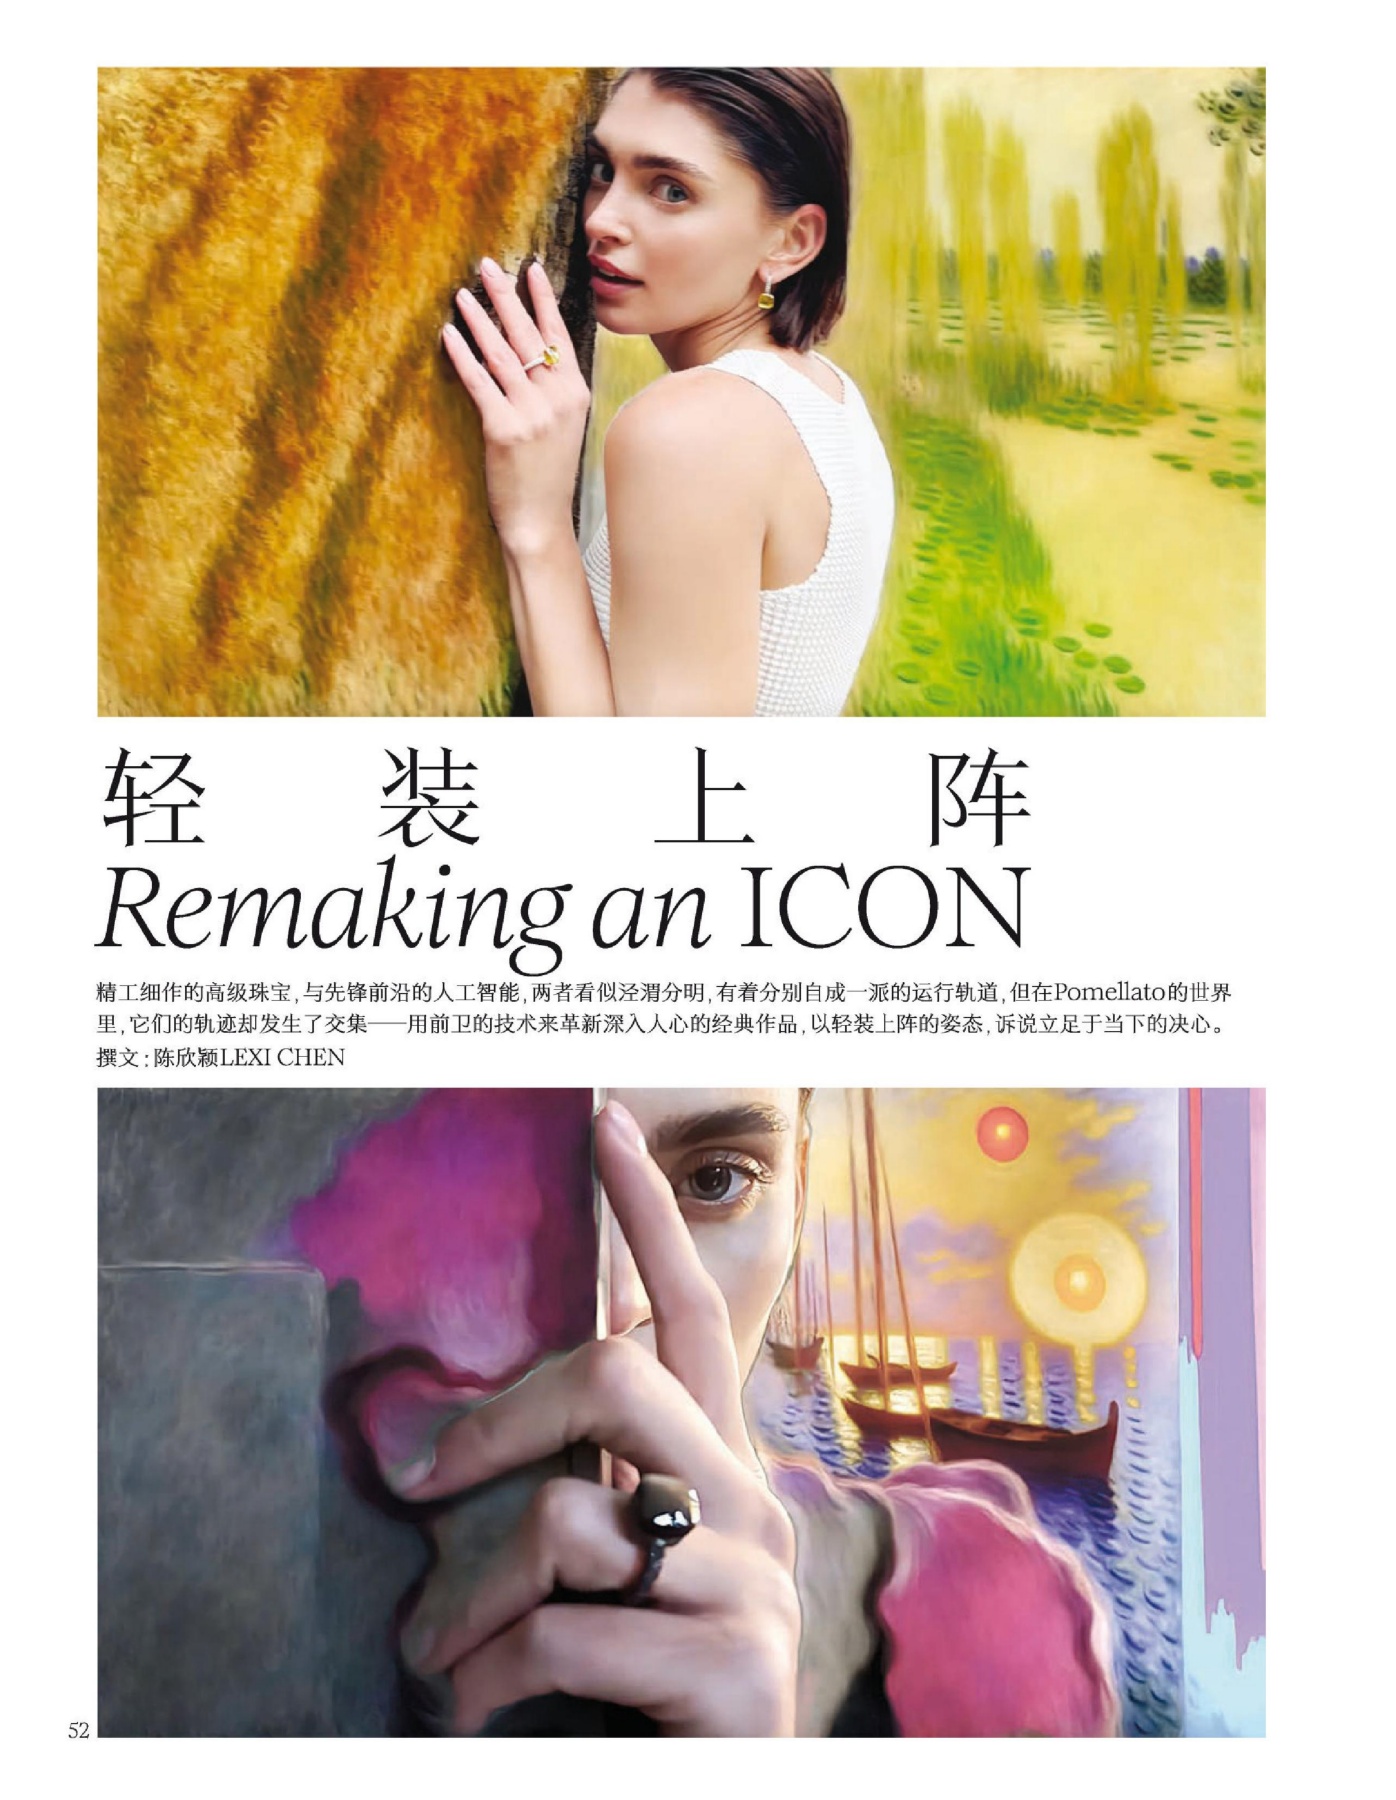 轻装上阵
Remaking an ICON
精工细作的高级珠宝,与先锋前沿的人工智能,两者看似泾渭分明,有着分别自成一派的运行轨道,但在Pomellato的世界
里,它们的轨迹却发生了交集——用前卫的技术来革新深入人心的经典作品,以轻装上阵的姿态,诉说立足于当下的决心。
撰文:陈欣颖LEXI CHEN
52